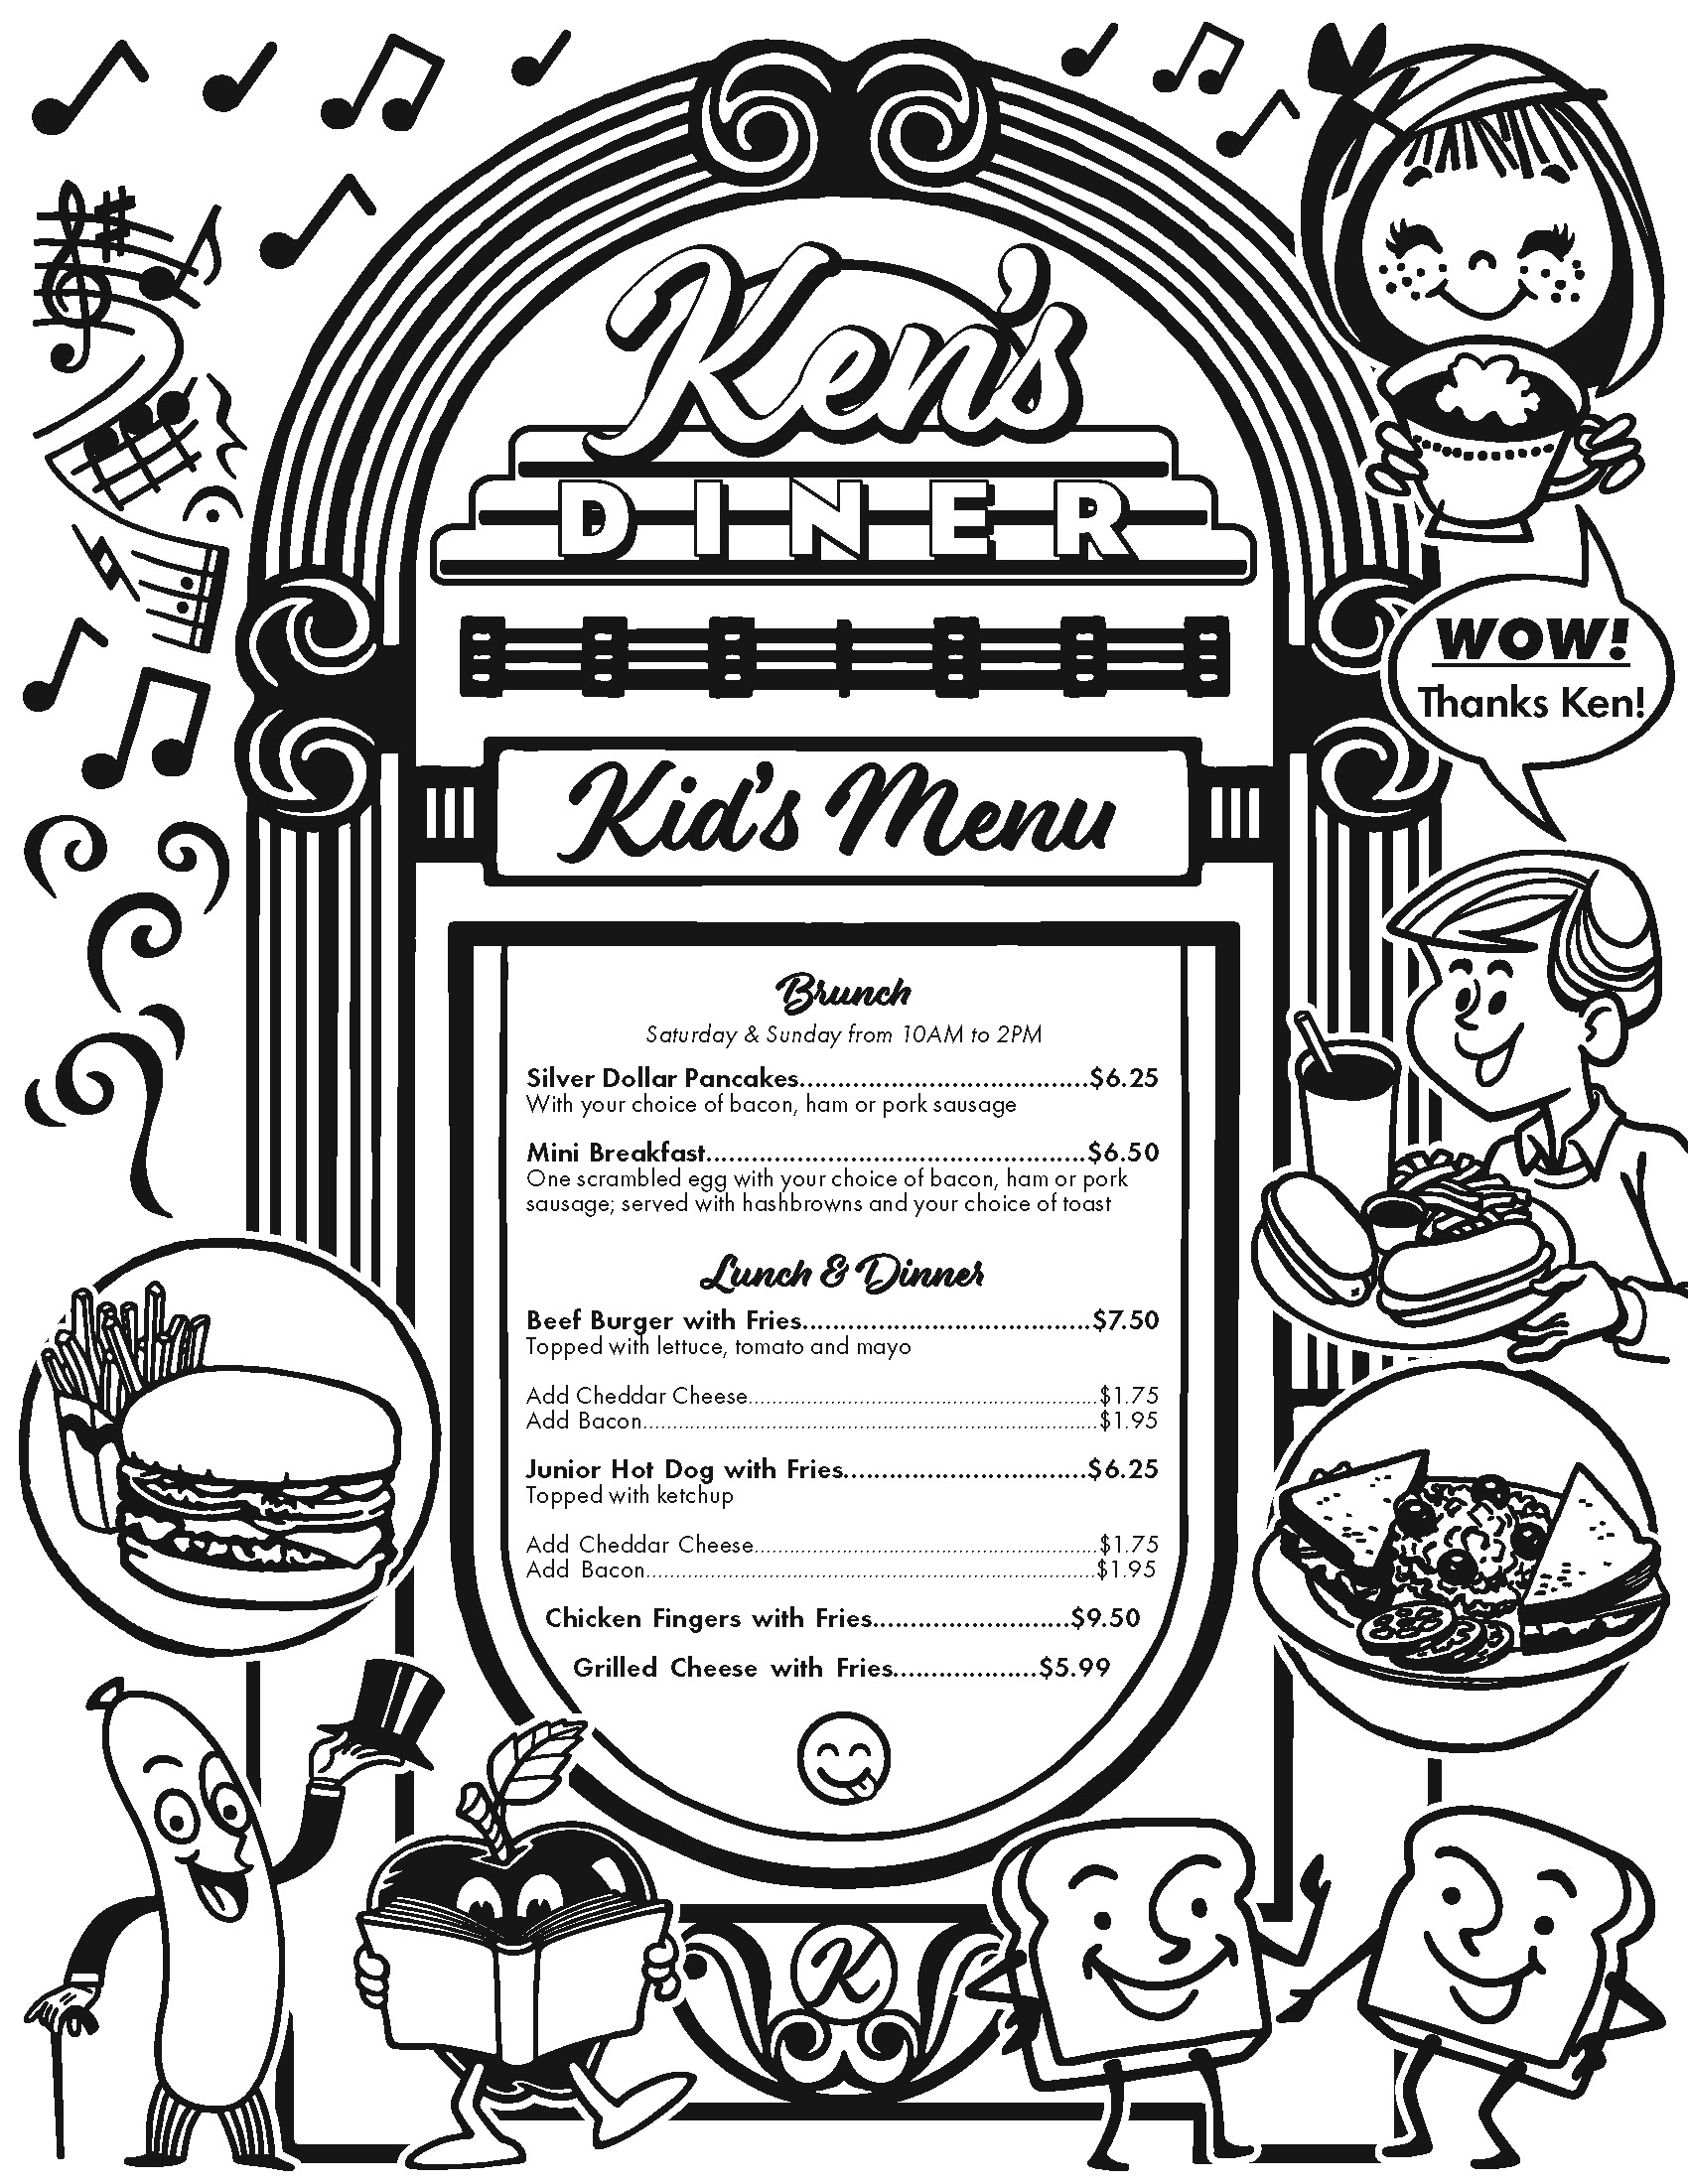 Ken's
DINER
WOW!
Thanks Ken!
Kid's Menu
Brunch
Saturday & Sunday from 10AM to 2PM
Silver Dollar Pancakes.....................................$6.25
With your choice of bacon, ham or pork sausage
Mini Breakfast.................................................$6.50
One scrambled egg with your choice of bacon, ham or pork
sausage; served with hashbrowns and your choice of toast
Lunch & Dinner
Beef Burger with Fries.....................................$7.50
Topped with lettuce, tomato and mayo
Add Cheddar Cheese..........................................................$1.75
Add Bacon............................................................................$1.95
Junior Hot Dog with Fries...............................$6.25
Topped with ketchup
Add Cheddar Cheese.........................................................$1.75
Add Bacon...........................................................................$1.95
Chicken Fingers with Fries..........................$9.50
Grilled Cheese with Fries...................$5.99
K